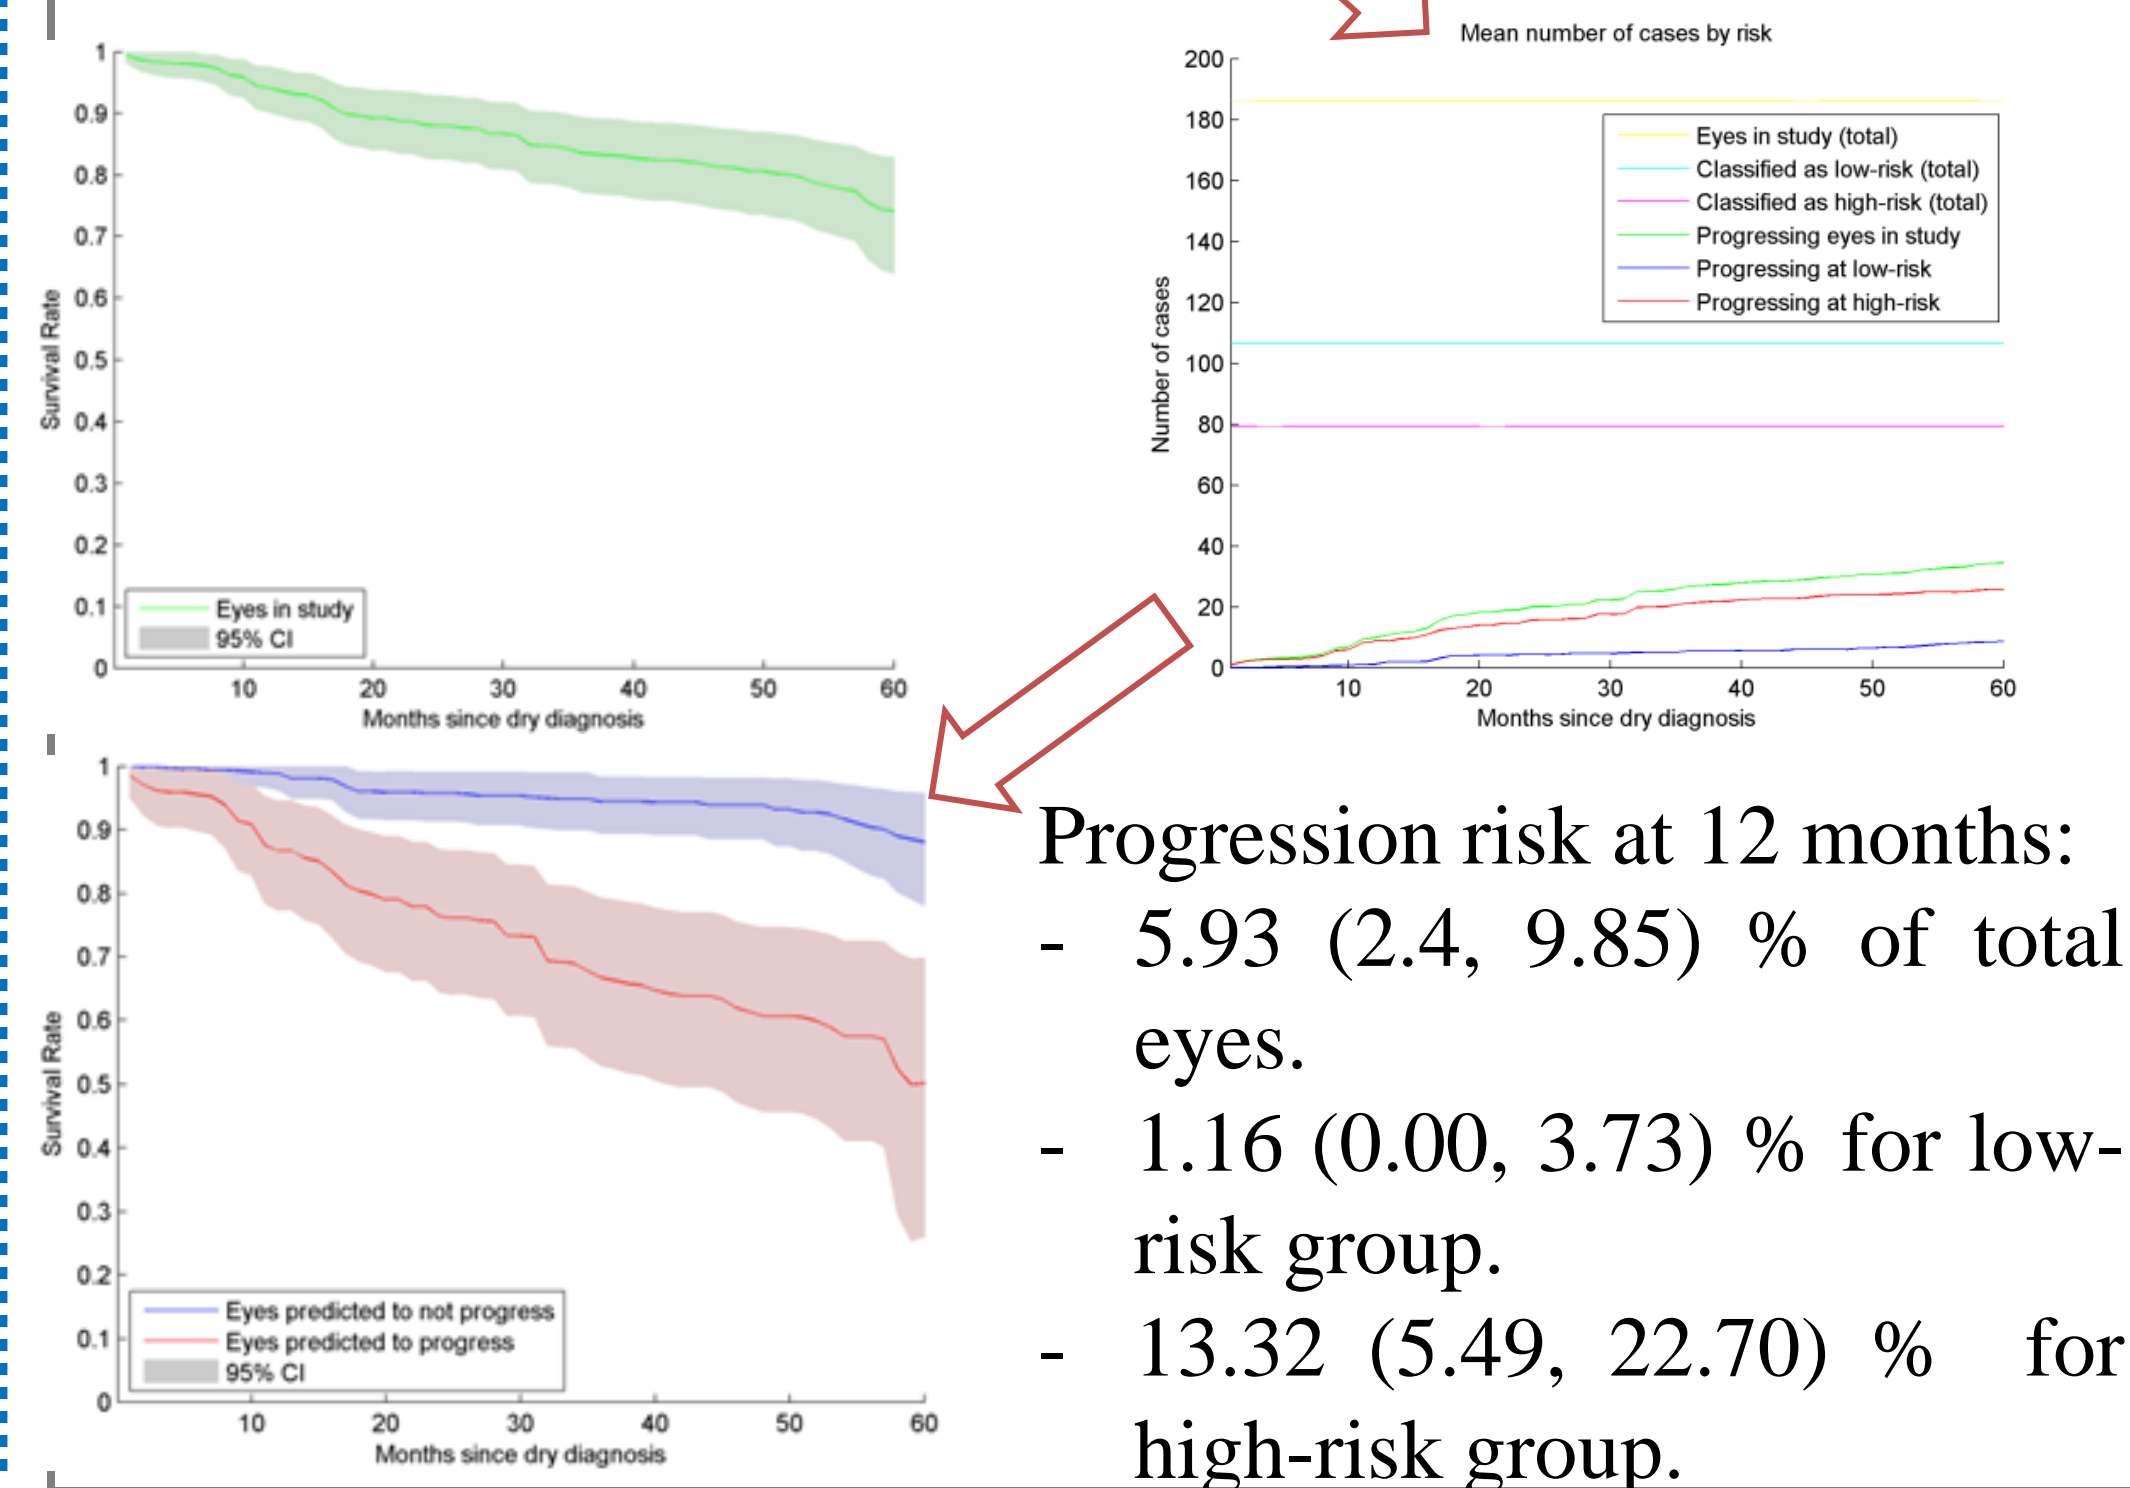 1
0.9
0.8
0.7
0.6
0.5
0.4
0.3
0.2
0.1
0
Survival Rate
Eyes in study
95% CI
10 20 30 40 50 60
Months since dry diagnosis
Mean number of cases by risk
200
180
160
140
120
100
80
60
40
20
0
Number of cases
Eyes in study (total)
Classified as low-risk (total)
Classified as high-risk (total)
Progressing eyes in study
Progressing at low-risk
Progressing at high-risk
10 20 30 40 50 60
Months since dry diagnosis
1
0.9
0.8
0.7
0.6
0.5
0.4
0.3
0.2
0.1
0
Survival Rate
Eyes predicted to not progress
Eyes predicted to progress
95% CI
10 20 30 40 50 60
Months since dry diagnosis
Progression risk at 12 months:
- 5.93 (2.4, 9.85) % of total
eyes.
- 1.16 (0.00, 3.73) % for low-
risk group.
- 13.32 (5.49, 22.70) % for
high-risk group.